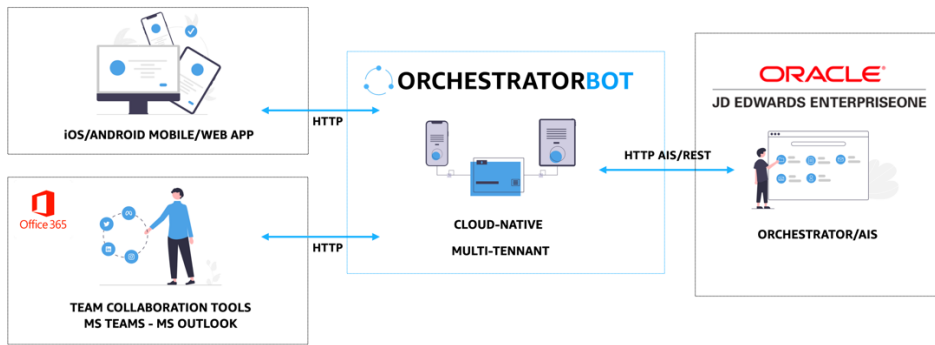 iOS/ANDROID MOBILE/WEB APP
HTTP
Office 365
TEAM COLLABORATION TOOLS
MS TEAMS - MS OUTLOOK
HTTP
ORCHESTRATORBOT
CLOUD-NATIVE
MULTI-TENNANT
HTTP AIS/REST
ORACLE®
JD EDWARDS ENTERPRISEONE
ORCHESTRATOR/AIS